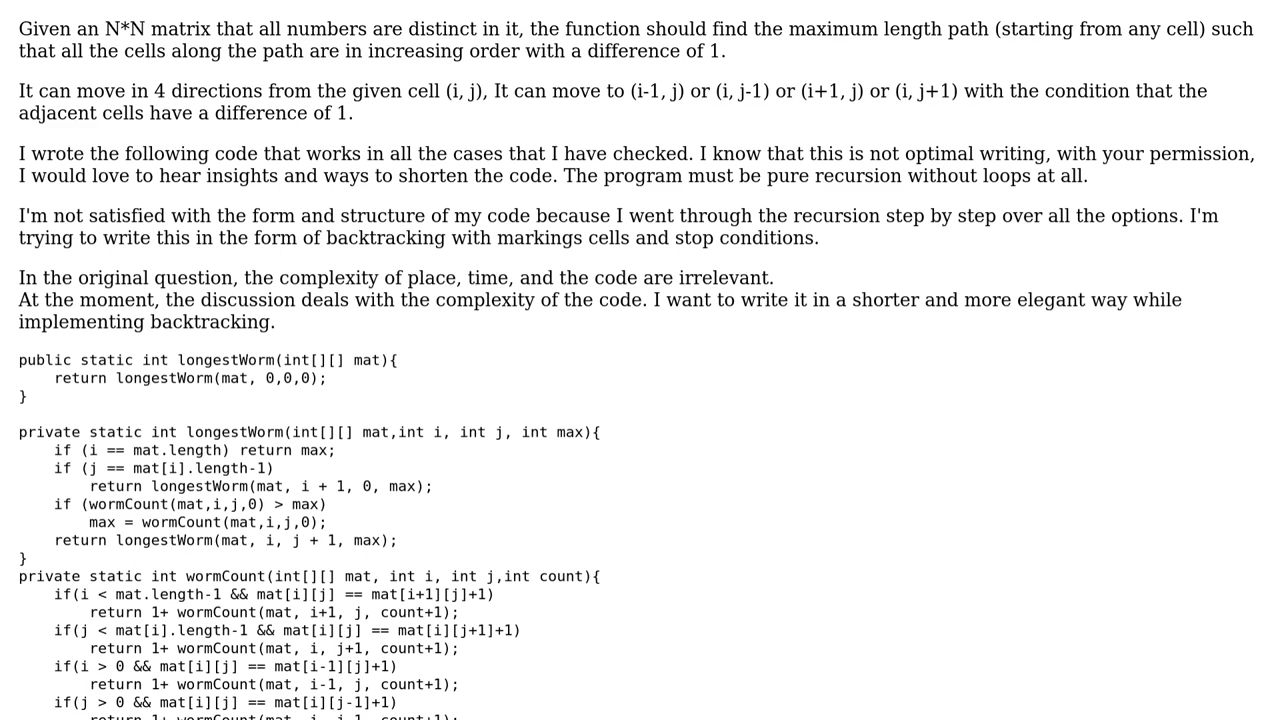 Given an N*N matrix that all numbers are distinct in it, the function should find the maximum length path (starting from any cell) such
that all the cells along the path are in increasing order with a difference of 1.
It can move in 4 directions from the given cell (i, j), It can move to (i-1, j) or (i, j-1) or (i+1, j) or (i, j+1) with the condition that the
adjacent cells have a difference of 1.
I wrote the following code that works in all the cases that I have checked. I know that this is not optimal writing, with your permission,
I would love to hear insights and ways to shorten the code. The program must be pure recursion without loops at all.
I'm not satisfied with the form and structure of my code because I went through the recursion step by step over all the options. I'm
trying to write this in the form of backtracking with markings cells and stop conditions.
In the original question, the complexity of place, time, and the code are irrelevant.
At the moment, the discussion deals with the complexity of the code. I want to write it in a shorter and more elegant way while
implementing backtracking.
public static int longestWorm(int[][] mat){
    return longestWorm(mat, 0,0,0);
}
private static int longestWorm(int[][] mat,int i, int j, int max){
    if (i == mat.length) return max;
    if (j == mat[i].length-1)
        return longestWorm(mat, i + 1, 0, max);
    if (wormCount(mat,i,j,0) > max)
        max = wormCount(mat,i,j,0);
    return longestWorm(mat, i, j + 1, max);
}
private static int wormCount(int[][] mat, int i, int j,int count){
    if(i < mat.length-1 && mat[i][j] == mat[i+1][j]+1)
        return 1+ wormCount(mat, i+1, j, count+1);
    if(j < mat[i].length-1 && mat[i][j] == mat[i][j+1]+1)
        return 1+ wormCount(mat, i, j+1, count+1);
    if(i > 0 && mat[i][j] == mat[i-1][j]+1)
        return 1+ wormCount(mat, i-1, j, count+1);
    if(j > 0 && mat[i][j] == mat[i][j-1]+1)
        return 1+ wormCount(mat, i, j-1, count+1);